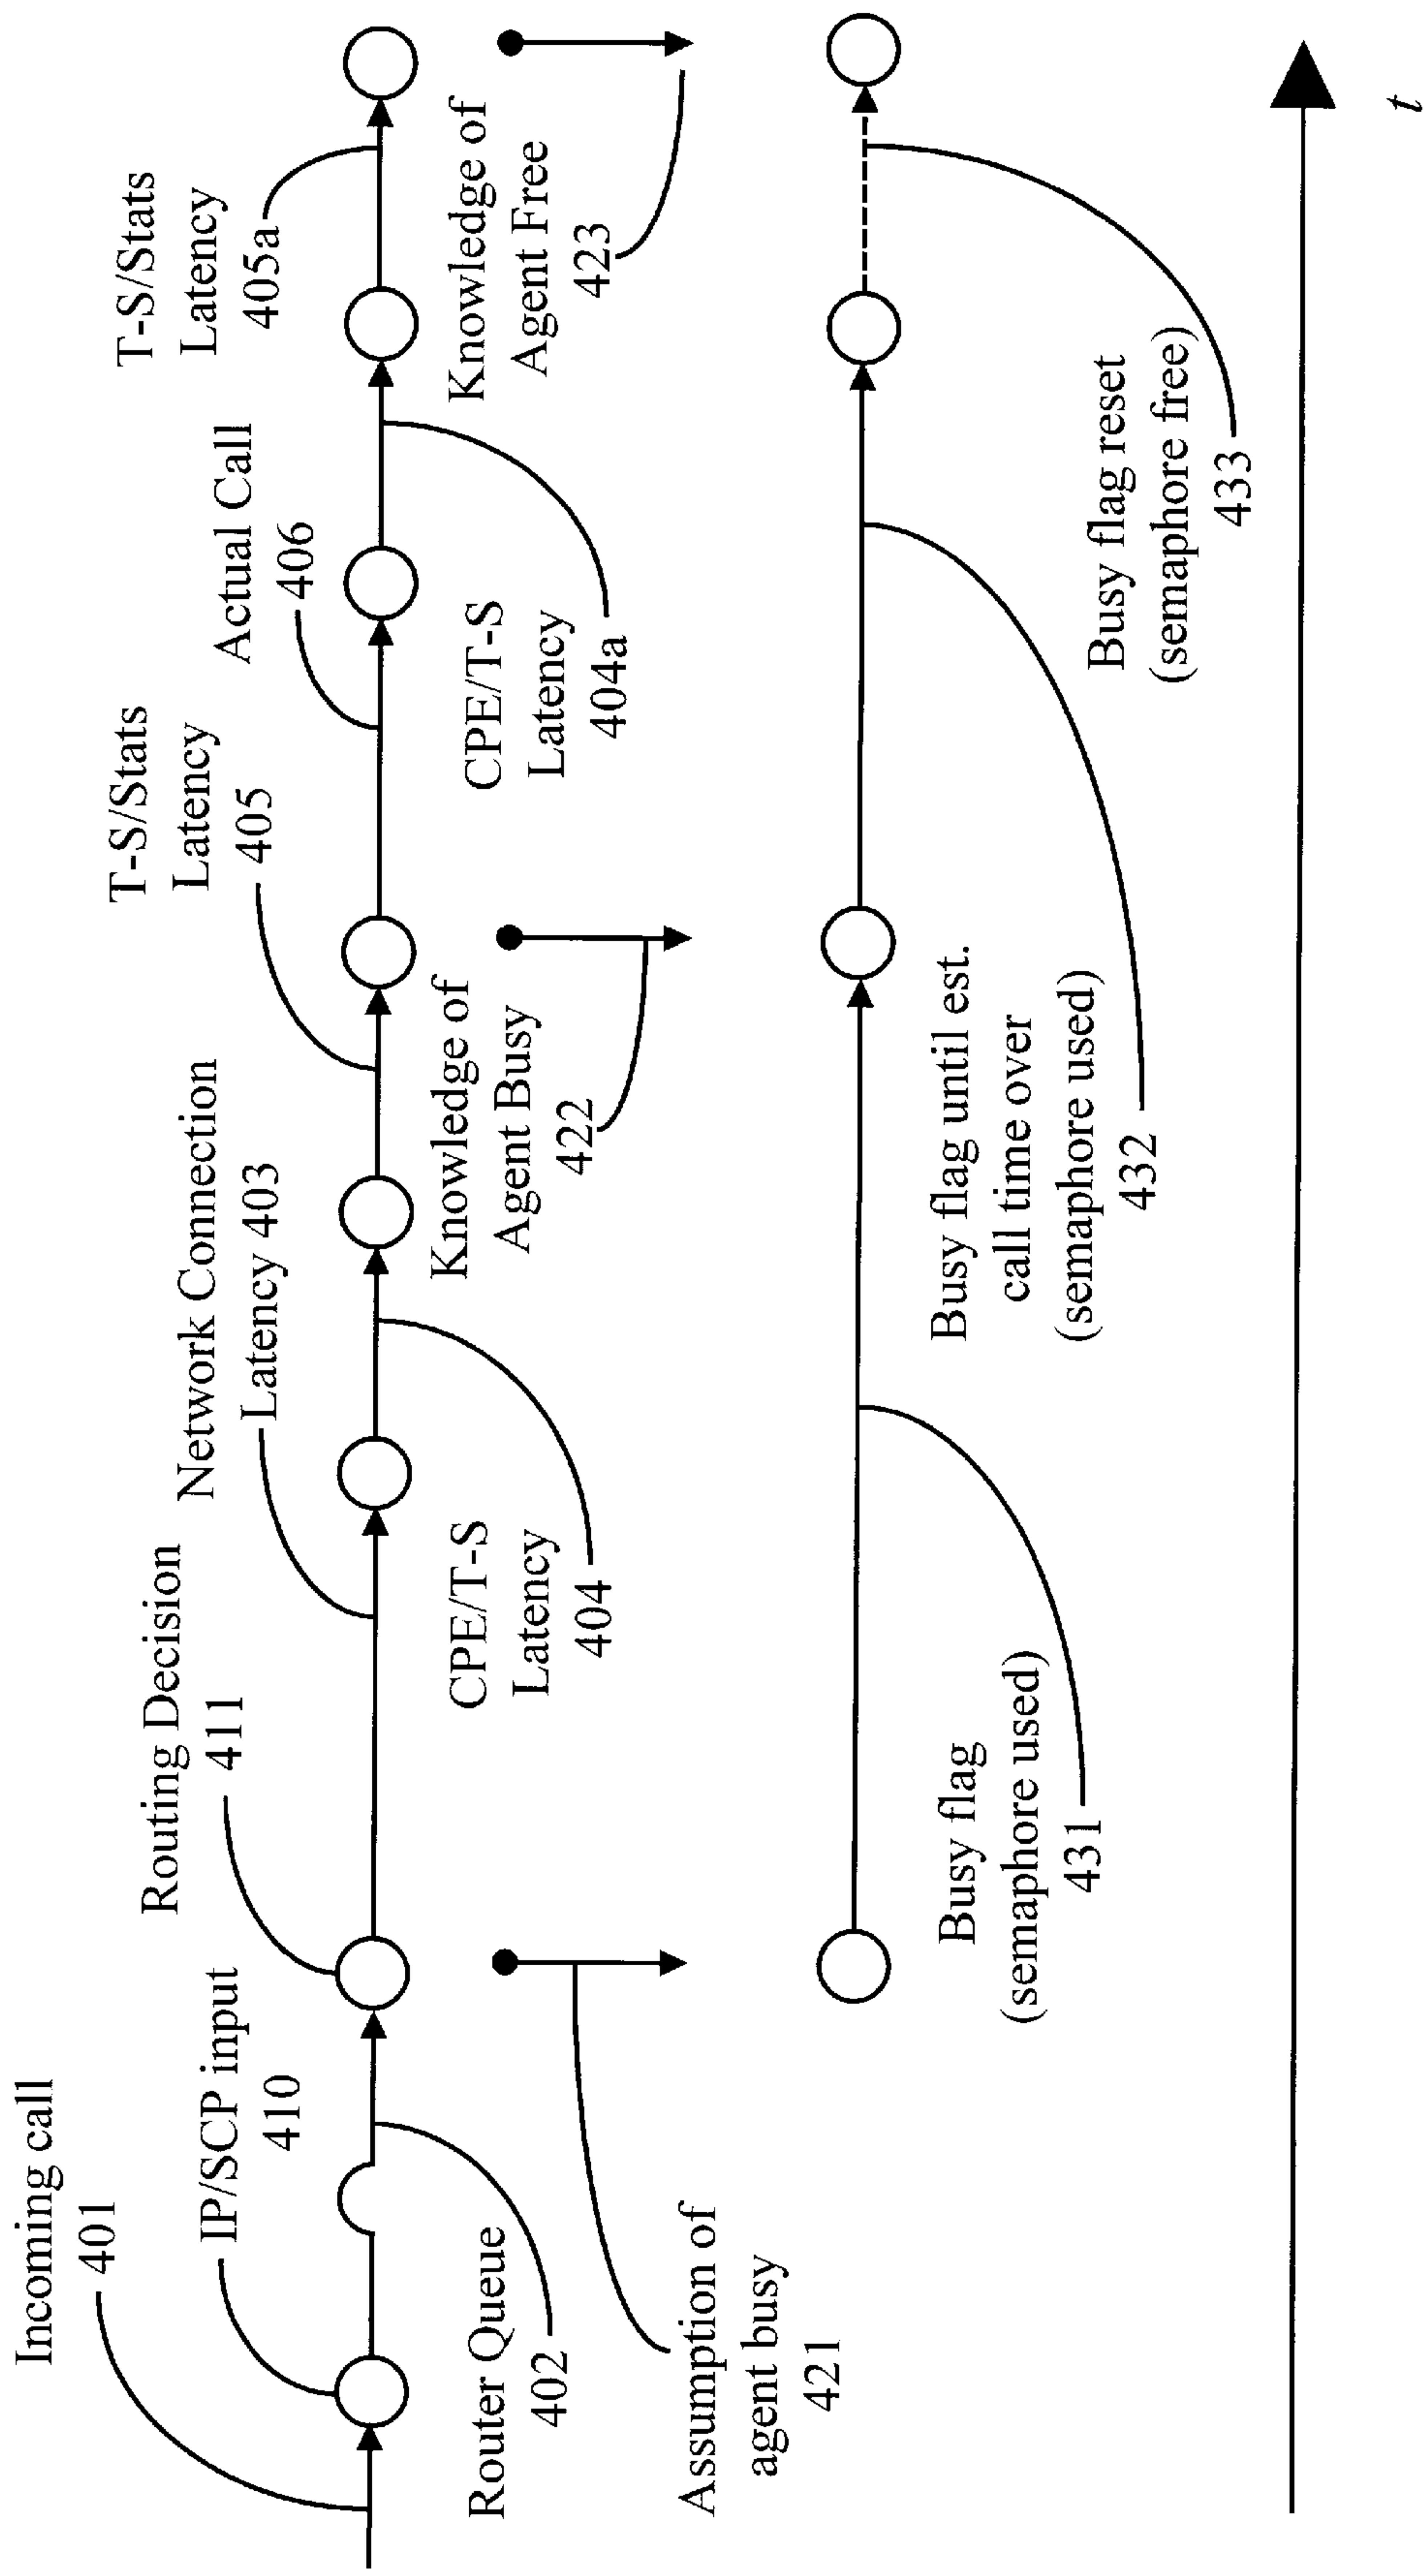 Incoming call
401
IP/SCP input
410
Routing Decision
411
Network Connection
Latency 403
T-S/Stats
Latency
405
Actual Call
406
T-S/Stats
Latency
405a
Router Queue
402
CPE/T-S
Latency
404
Knowledge of
Agent Busy
422
CPE/T-S
Latency
404a
Knowledge of
Agent Free
423
Assumption of
agent busy
421
Busy flag
(semaphore used)
431
Busy flag until est.
call time over
(semaphore used)
432
Busy flag reset
(semaphore free)
433
t